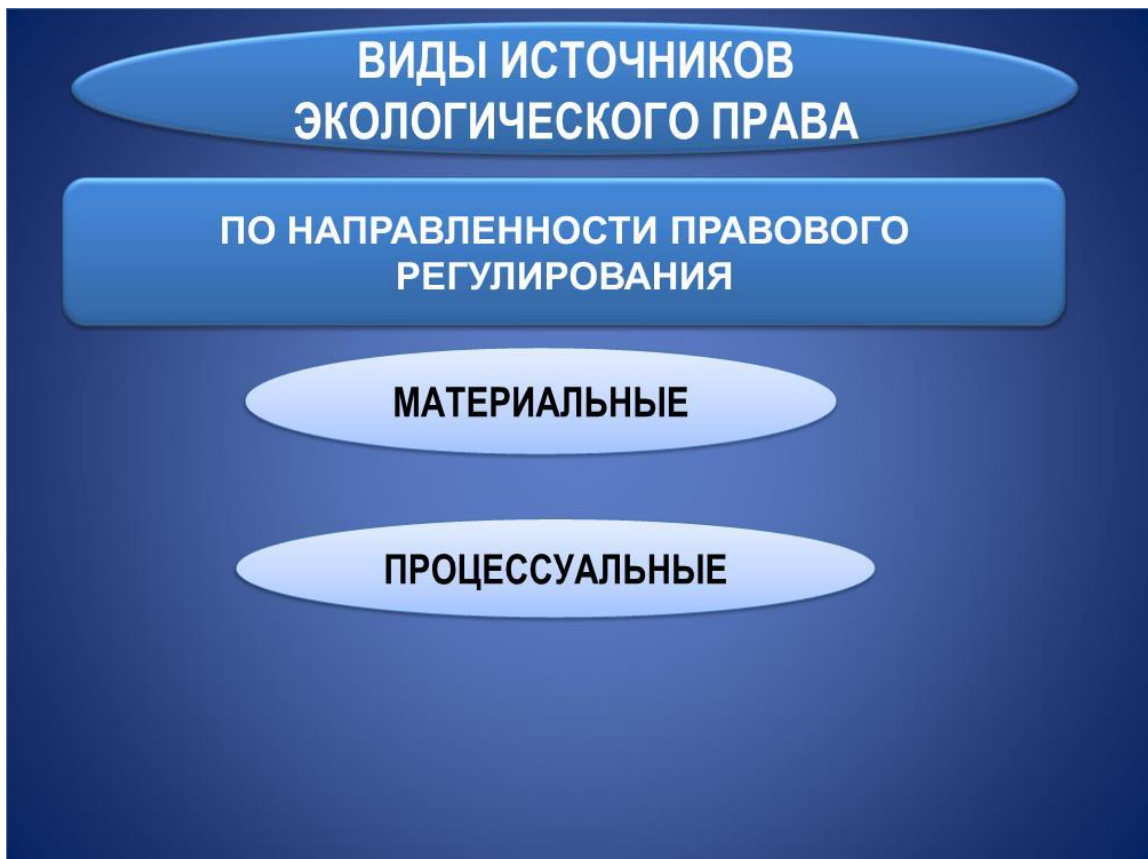 ВИДЫ ИСТОЧНИКОВ
ЭКОЛОГИЧЕСКОГО ПРАВА
ПО НАПРАВЛЕННОСТИ ПРАВОВОГО
РЕГУЛИРОВАНИЯ
МАТЕРИАЛЬНЫЕ
ПРОЦЕССУАЛЬНЫЕ